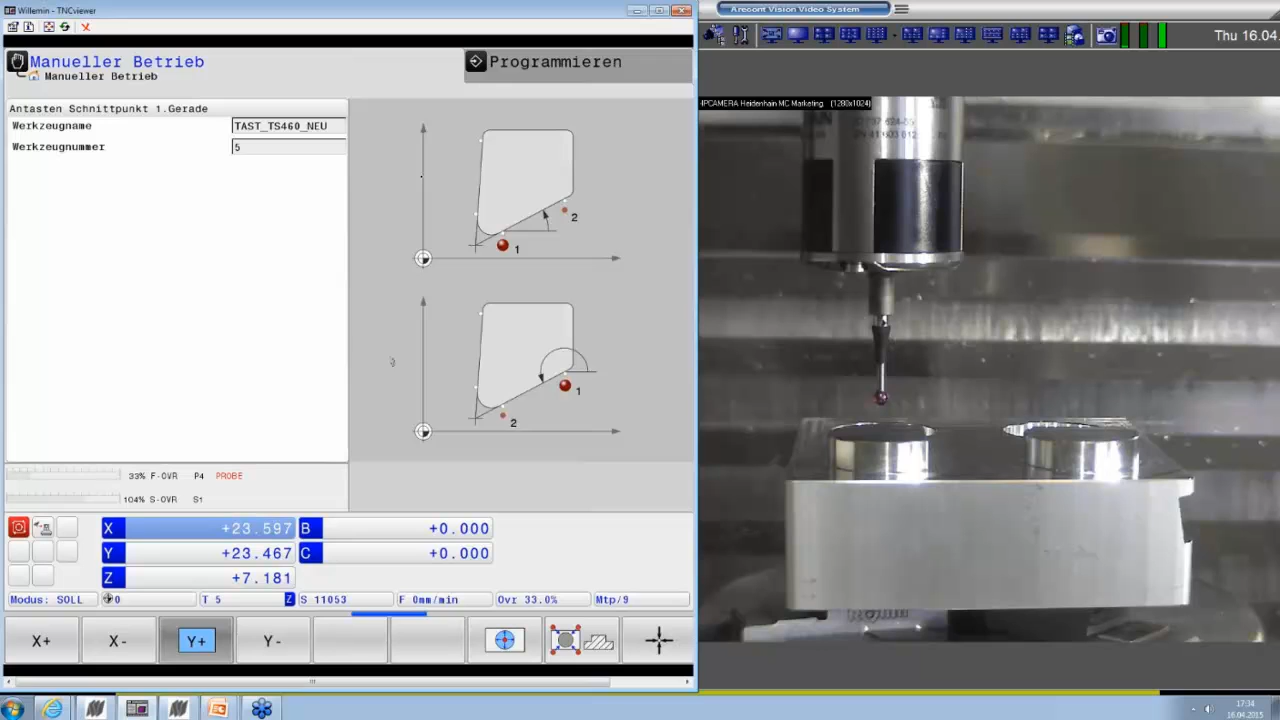 Willemin - TNCviewer
Arecont Vision Video System
Thu 16.04.
Manueller Betrieb
Manueller Betrieb
Programmieren
Antasten Schnittpunkt 1.Gerade
Werkzeugname TAST_TS460_NEU
Werkzeugnummer 5
2
1
1
2
33% F-OVR P4 PROBE
104% S-OVR S1
X +23.597 B +0.000
Y +23.467 C +0.000
Z +7.181
Modus: SOLL 0 T 5 Z S 11053 F 0mm/min Ovr 33.0% Mtp/9
X+ X- Y+ Y-
HPCAMERA Heidenhain MC Marketing (1280x1024)
17:34
16.04.2015